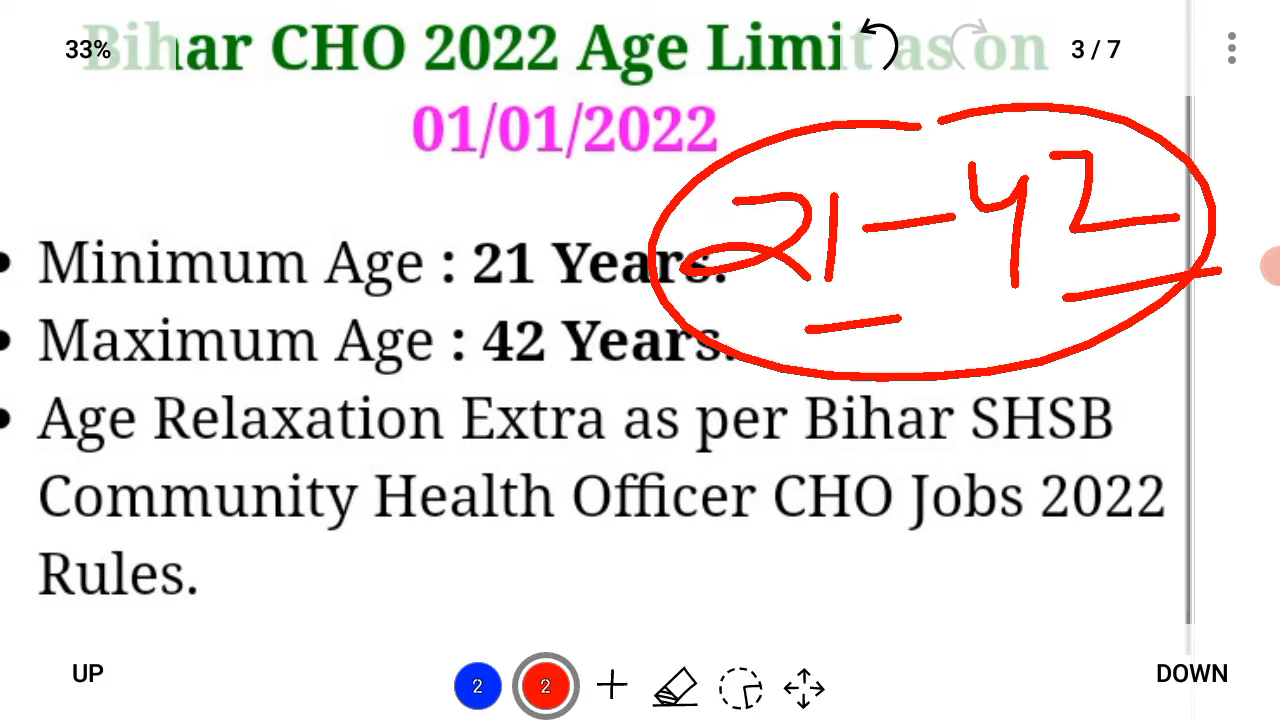 33%
Bihar CHO 2022 Age Limit as on
3 / 7
01/01/2022
21 - 42
Minimum Age : 21 Years.
Maximum Age : 42 Years.
Age Relaxation Extra as per Bihar SHSB
Community Health Officer CHO Jobs 2022
Rules.
UP
2
2
DOWN